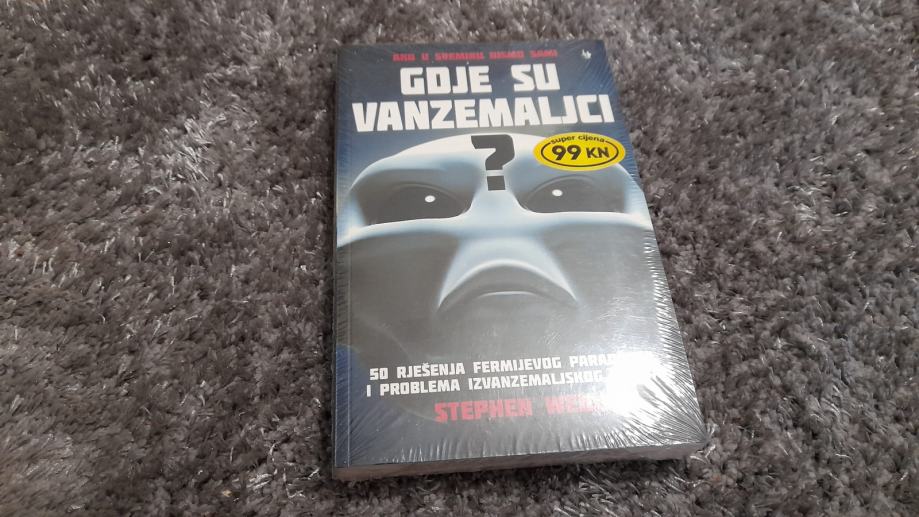 AKO U SVEMIRU NISMO SAMI
GDJE SU
VANZEMALJCI
?
super cijena
99 KN
50 RJEŠENJA FERMIJEVOG
I PROBLEMA IZVANZEMALJSKOG
STEPHEN